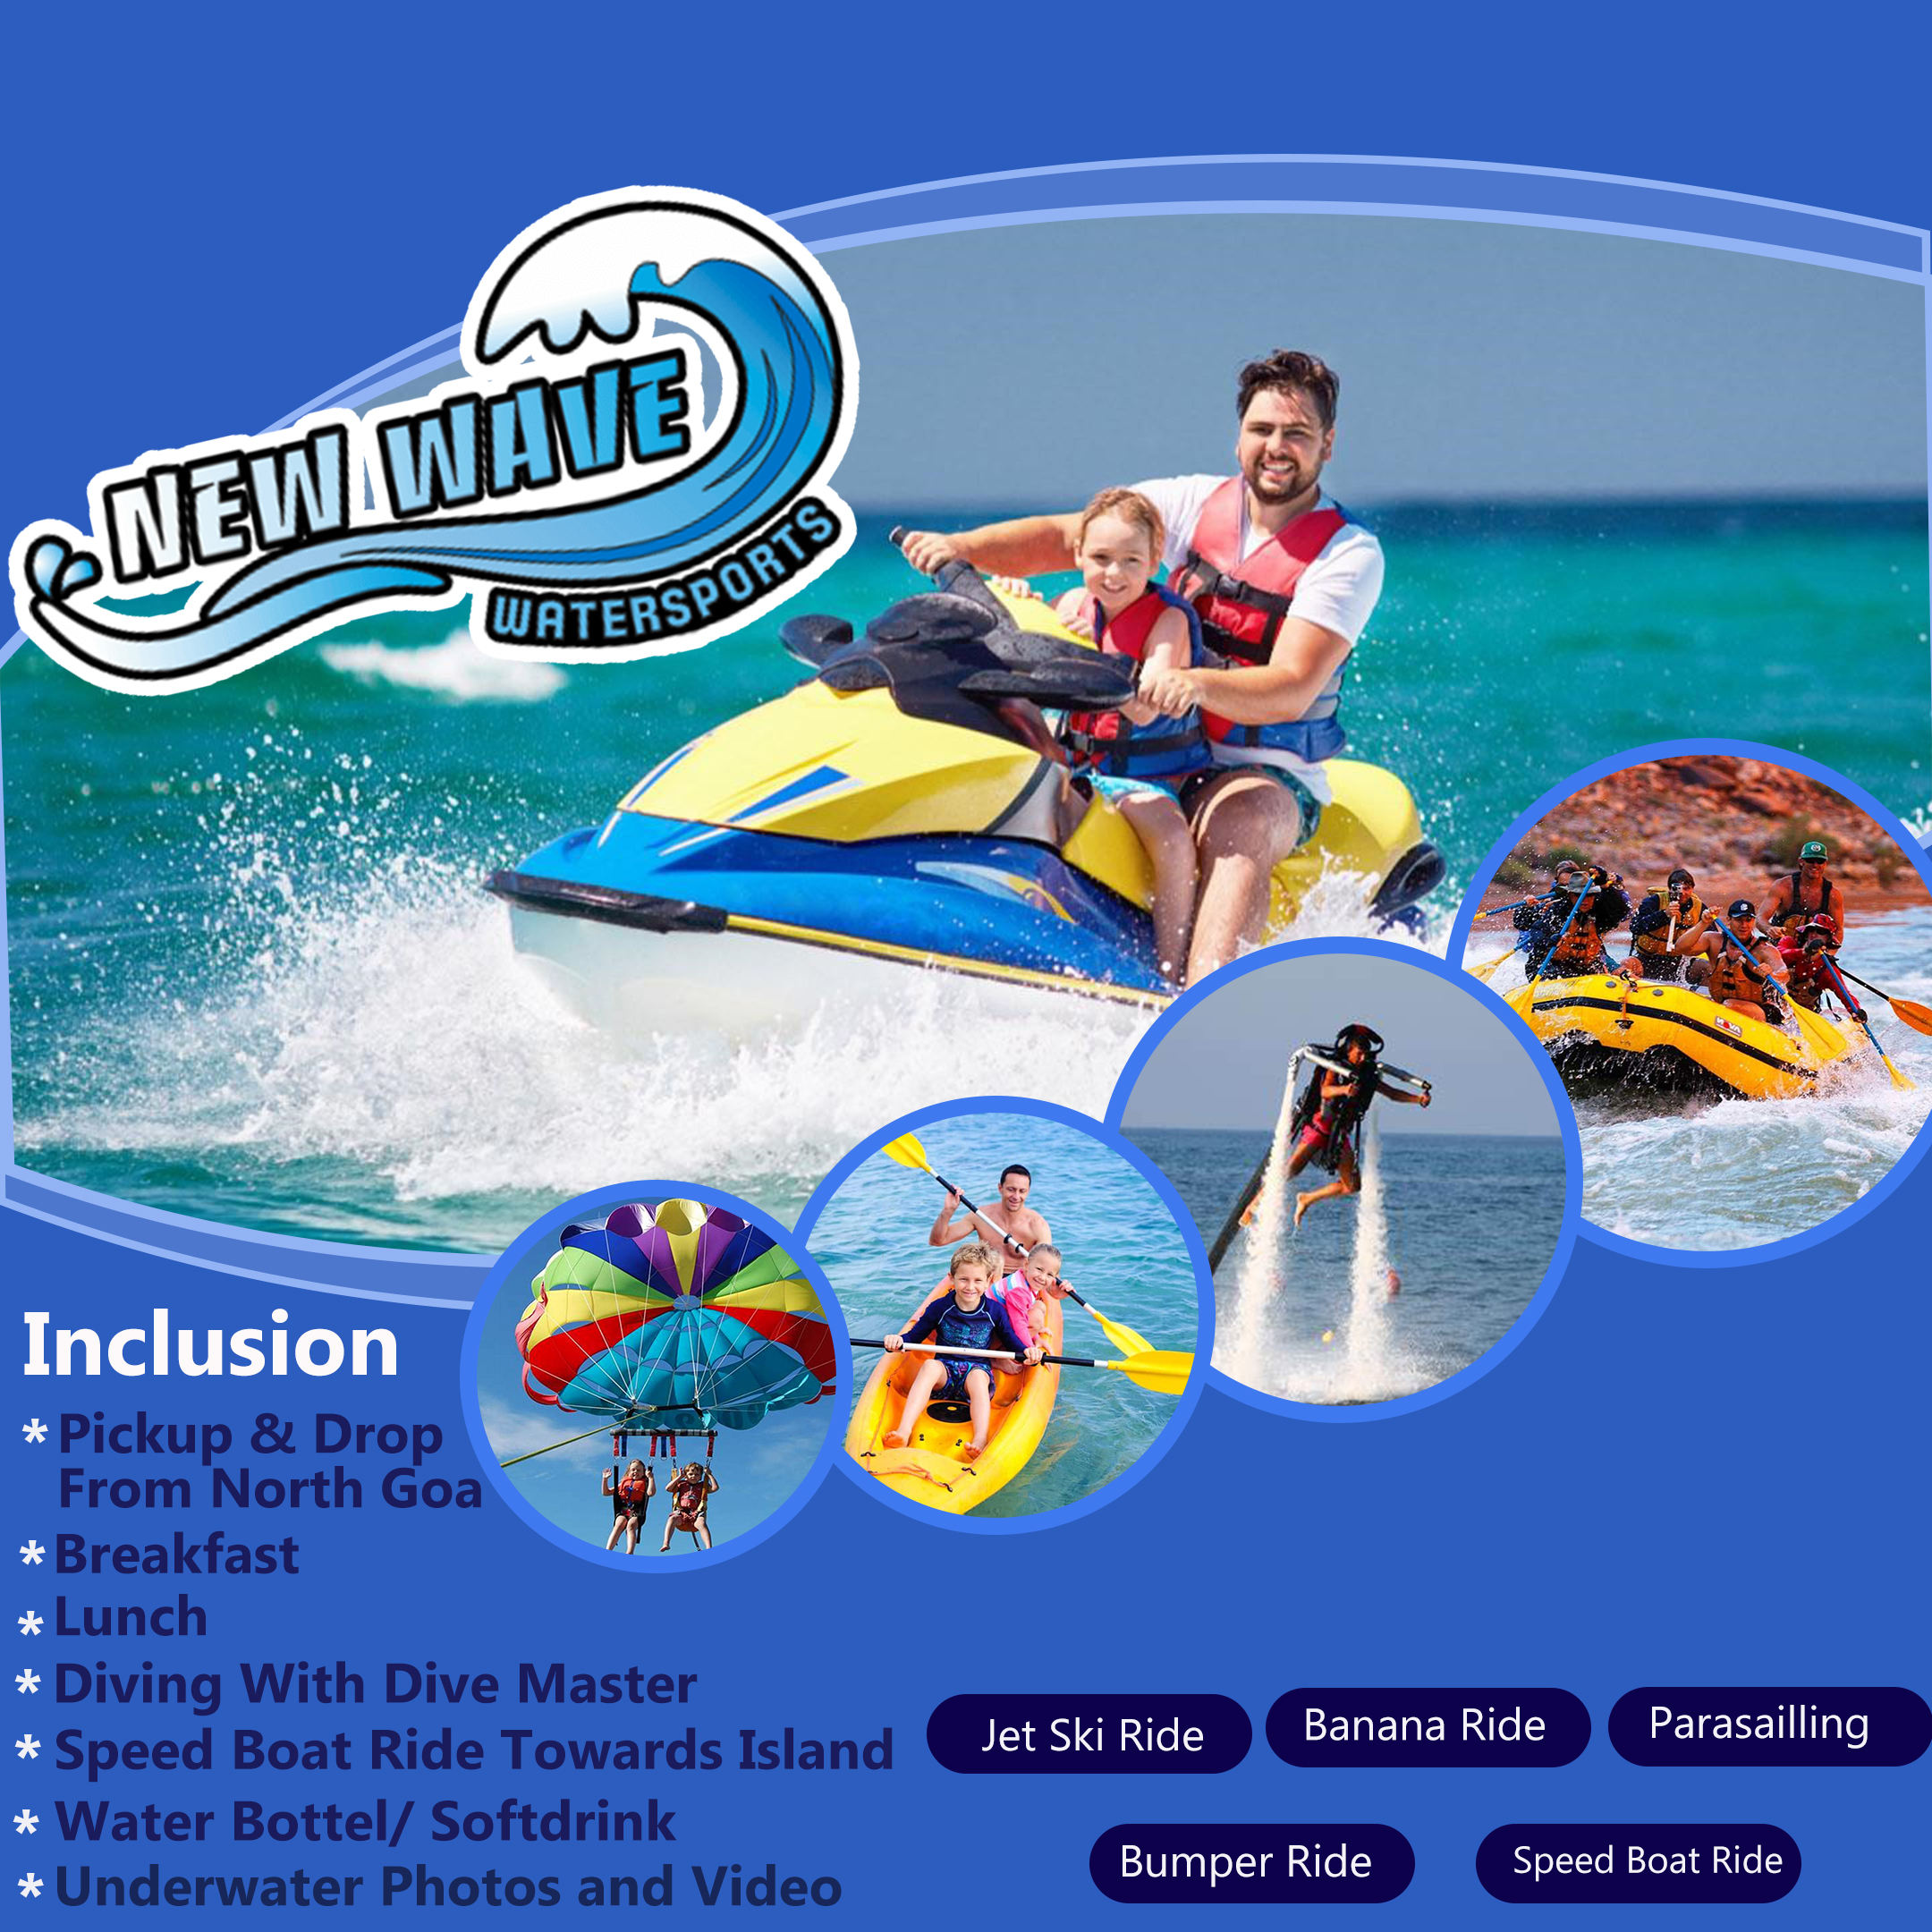 NEW WAVE
WATERSPORTS
Inclusion
* Pickup & Drop
From North Goa
* Breakfast
* Lunch
* Diving With Dive Master
* Speed Boat Ride Towards Island
* Water Bottel/ Softdrink
* Underwater Photos and Video
Jet Ski Ride
Banana Ride
Parasailling
Bumper Ride
Speed Boat Ride